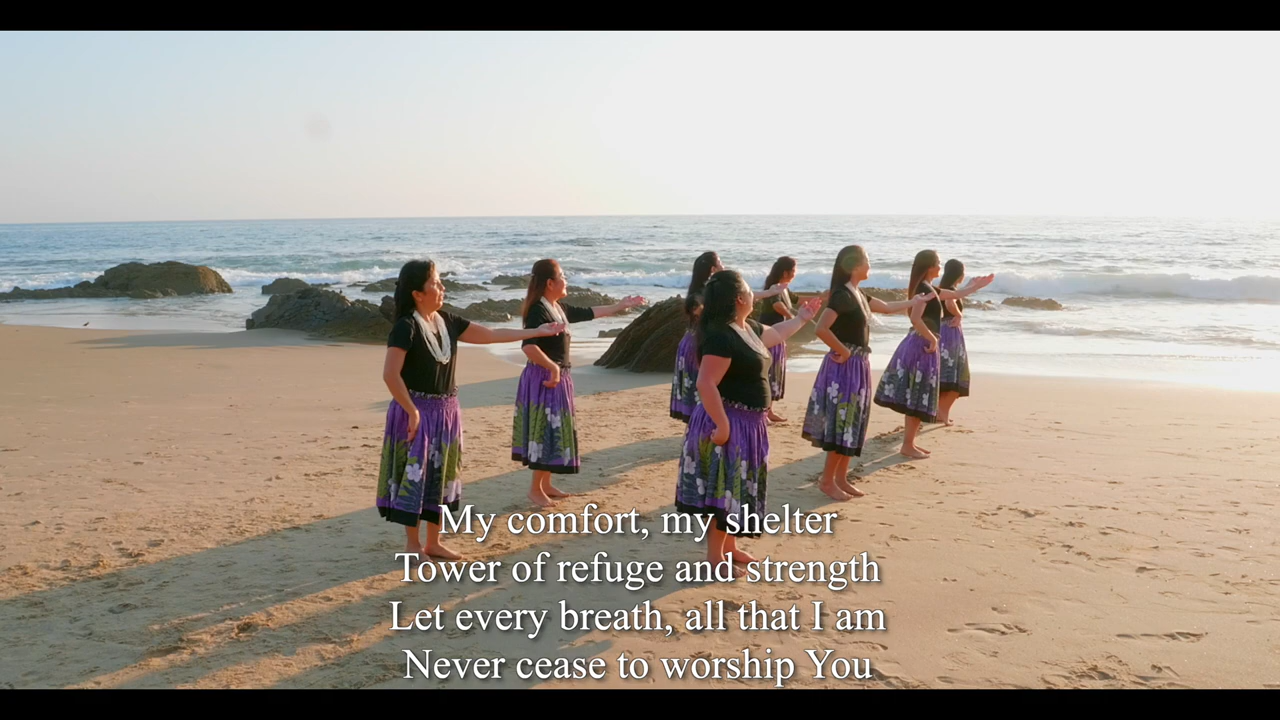 My comfort, my shelter
Tower of refuge and strength
Let every breath, all that I am
Never cease to worship You